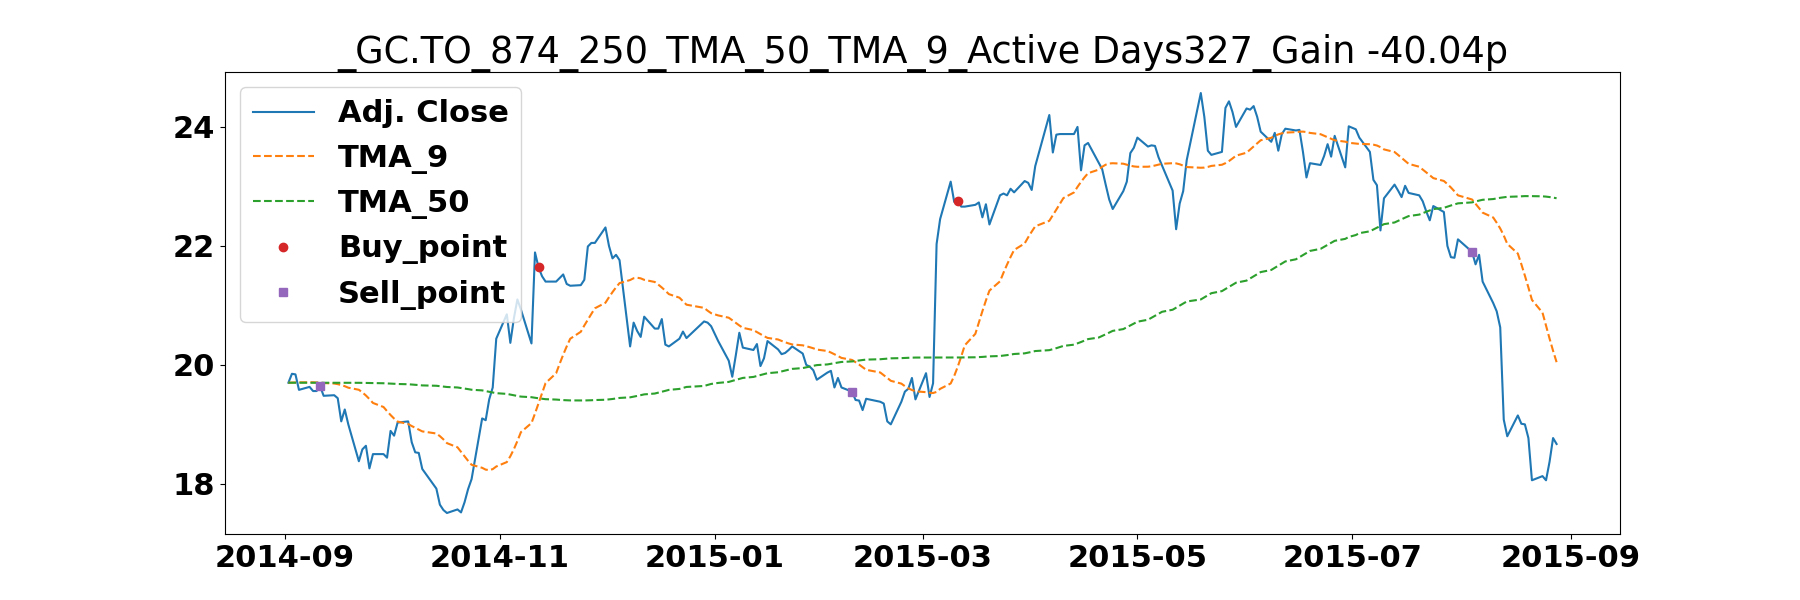 _GC.TO_874_250_TMA_50_TMA_9_Active Days327_Gain -40.04p
Adj. Close
TMA_9
TMA_50
Buy_point
Sell_point
24
22
20
18
2014-09 2014-11 2015-01 2015-03 2015-05 2015-07 2015-09